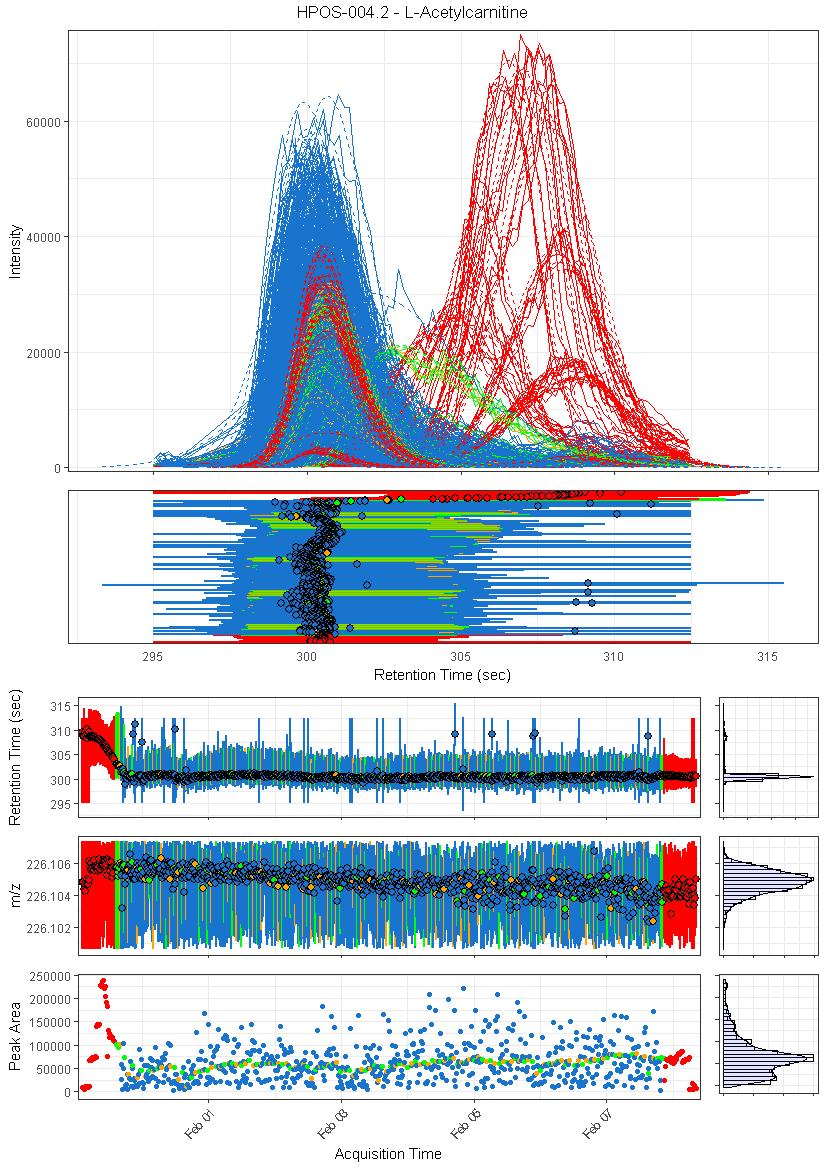 HPOS-004.2 - L-Acetylcarnitine
60000
40000
20000
0
Intensity
295
300
305
310
315
Retention Time (sec)
315
310
305
300
295
Retention Time (sec)
226.106
226.104
226.102
m/z
250000
200000
150000
100000
50000
0
Peak Area
Feb 01
Feb 03
Feb 05
Feb 07
Acquisition Time